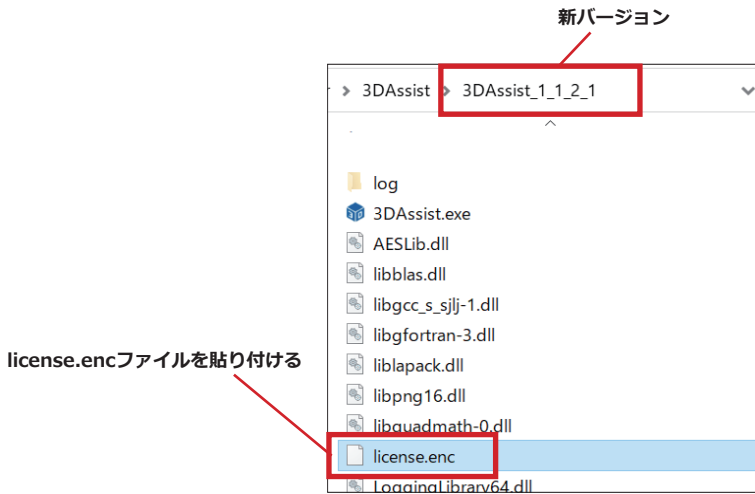 新バージョン
3DAssist > 3DAssist_1_1_2_1
log
3DAssist.exe
AESLib.dll
libblas.dll
libgcc_s_sjlj-1.dll
libgfortran-3.dll
license.encファイルを貼り付ける
liblapack.dll
libpng16.dll
libquadmath-0.dll
license.enc
LoggingLibrary64.dll